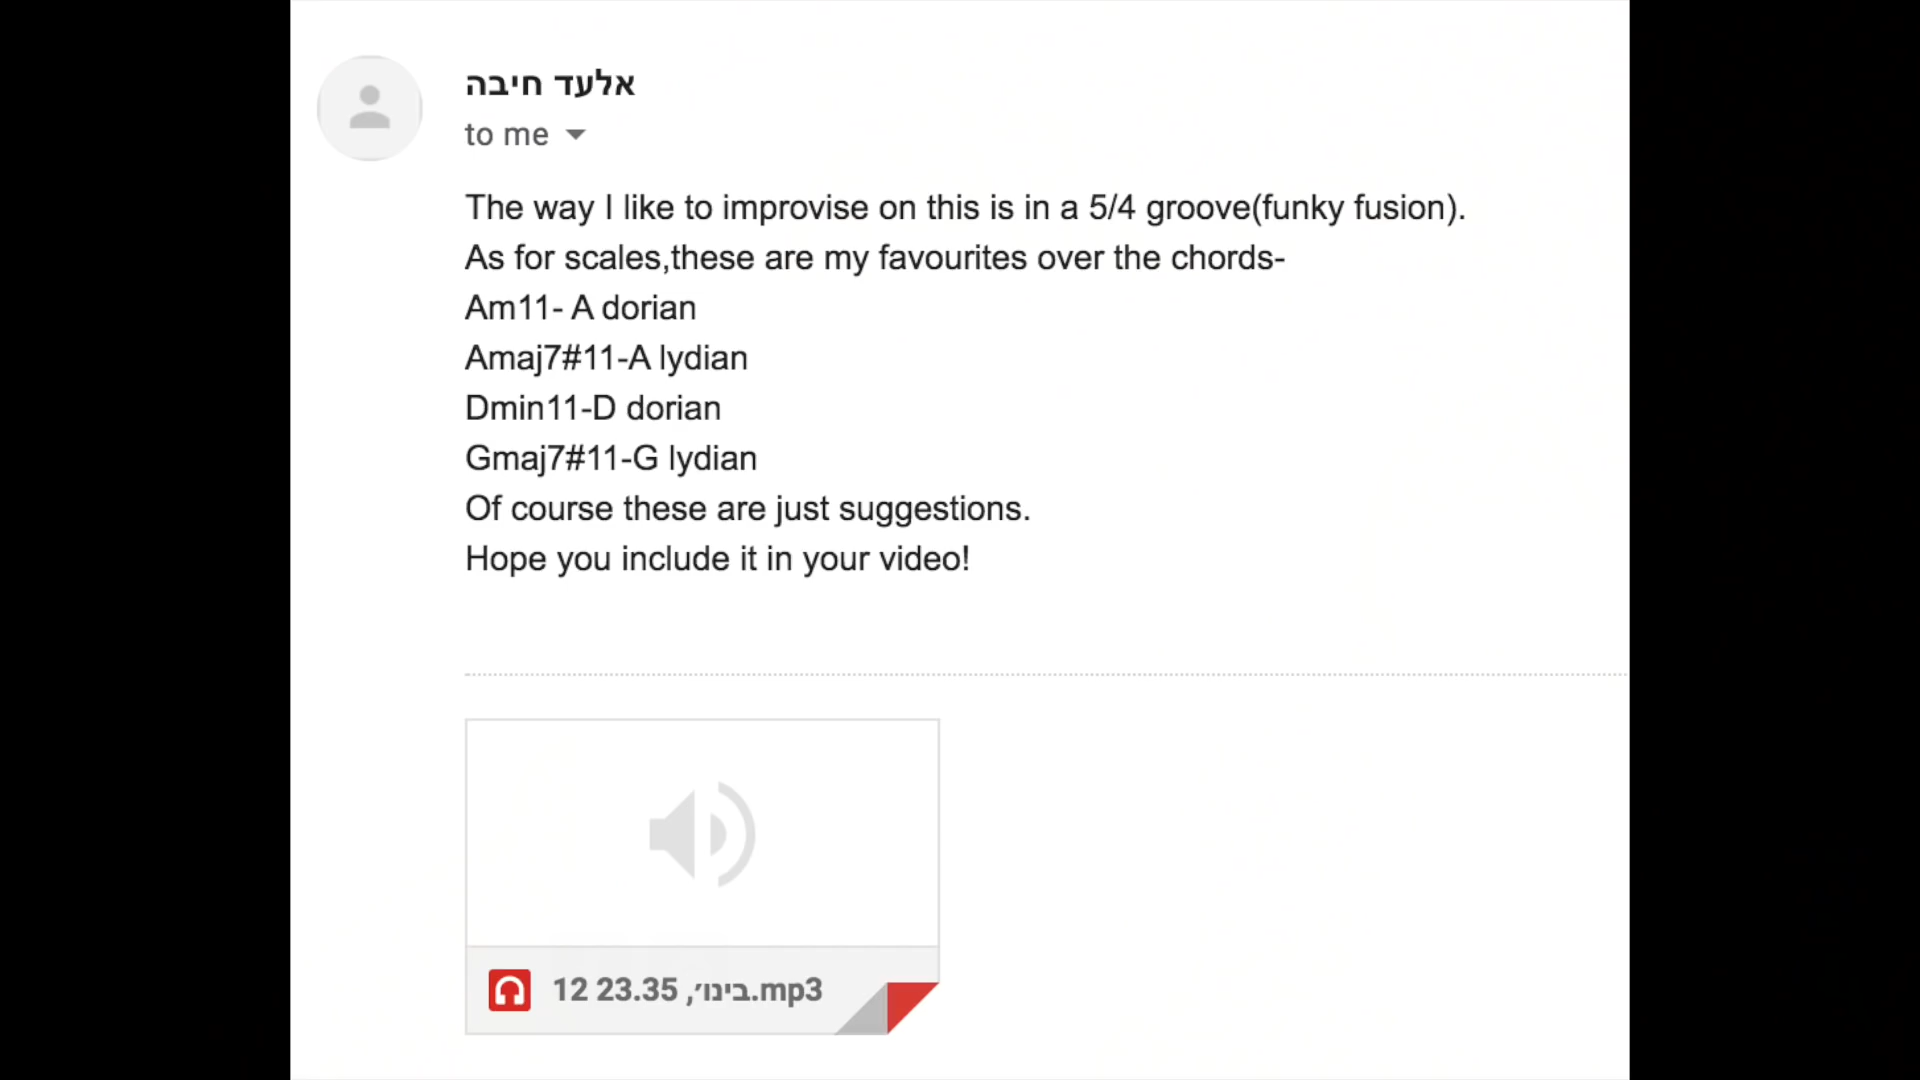 אלעד חיבה
to me
The way I like to improvise on this is in a 5/4 groove(funky fusion).
As for scales,these are my favourites over the chords-
Am11- A dorian
Amaj7#11-A lydian
Dmin11-D dorian
Gmaj7#11-G lydian
Of course these are just suggestions.
Hope you include it in your video!
12 23.35 ,׳בינו.mp3